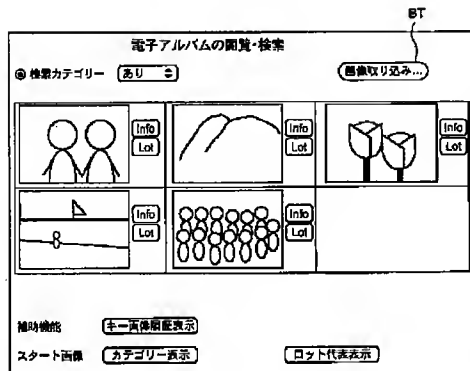 BT
電子アルバムの閲覧・検索
検索カテゴリー あり 画像取り込み...
Info Info Info
Lot Lot Lot
Info Info
Lot Lot
補助機能 キー画像順配表示
スタート画像 カテゴリー表示 ロット代表表示